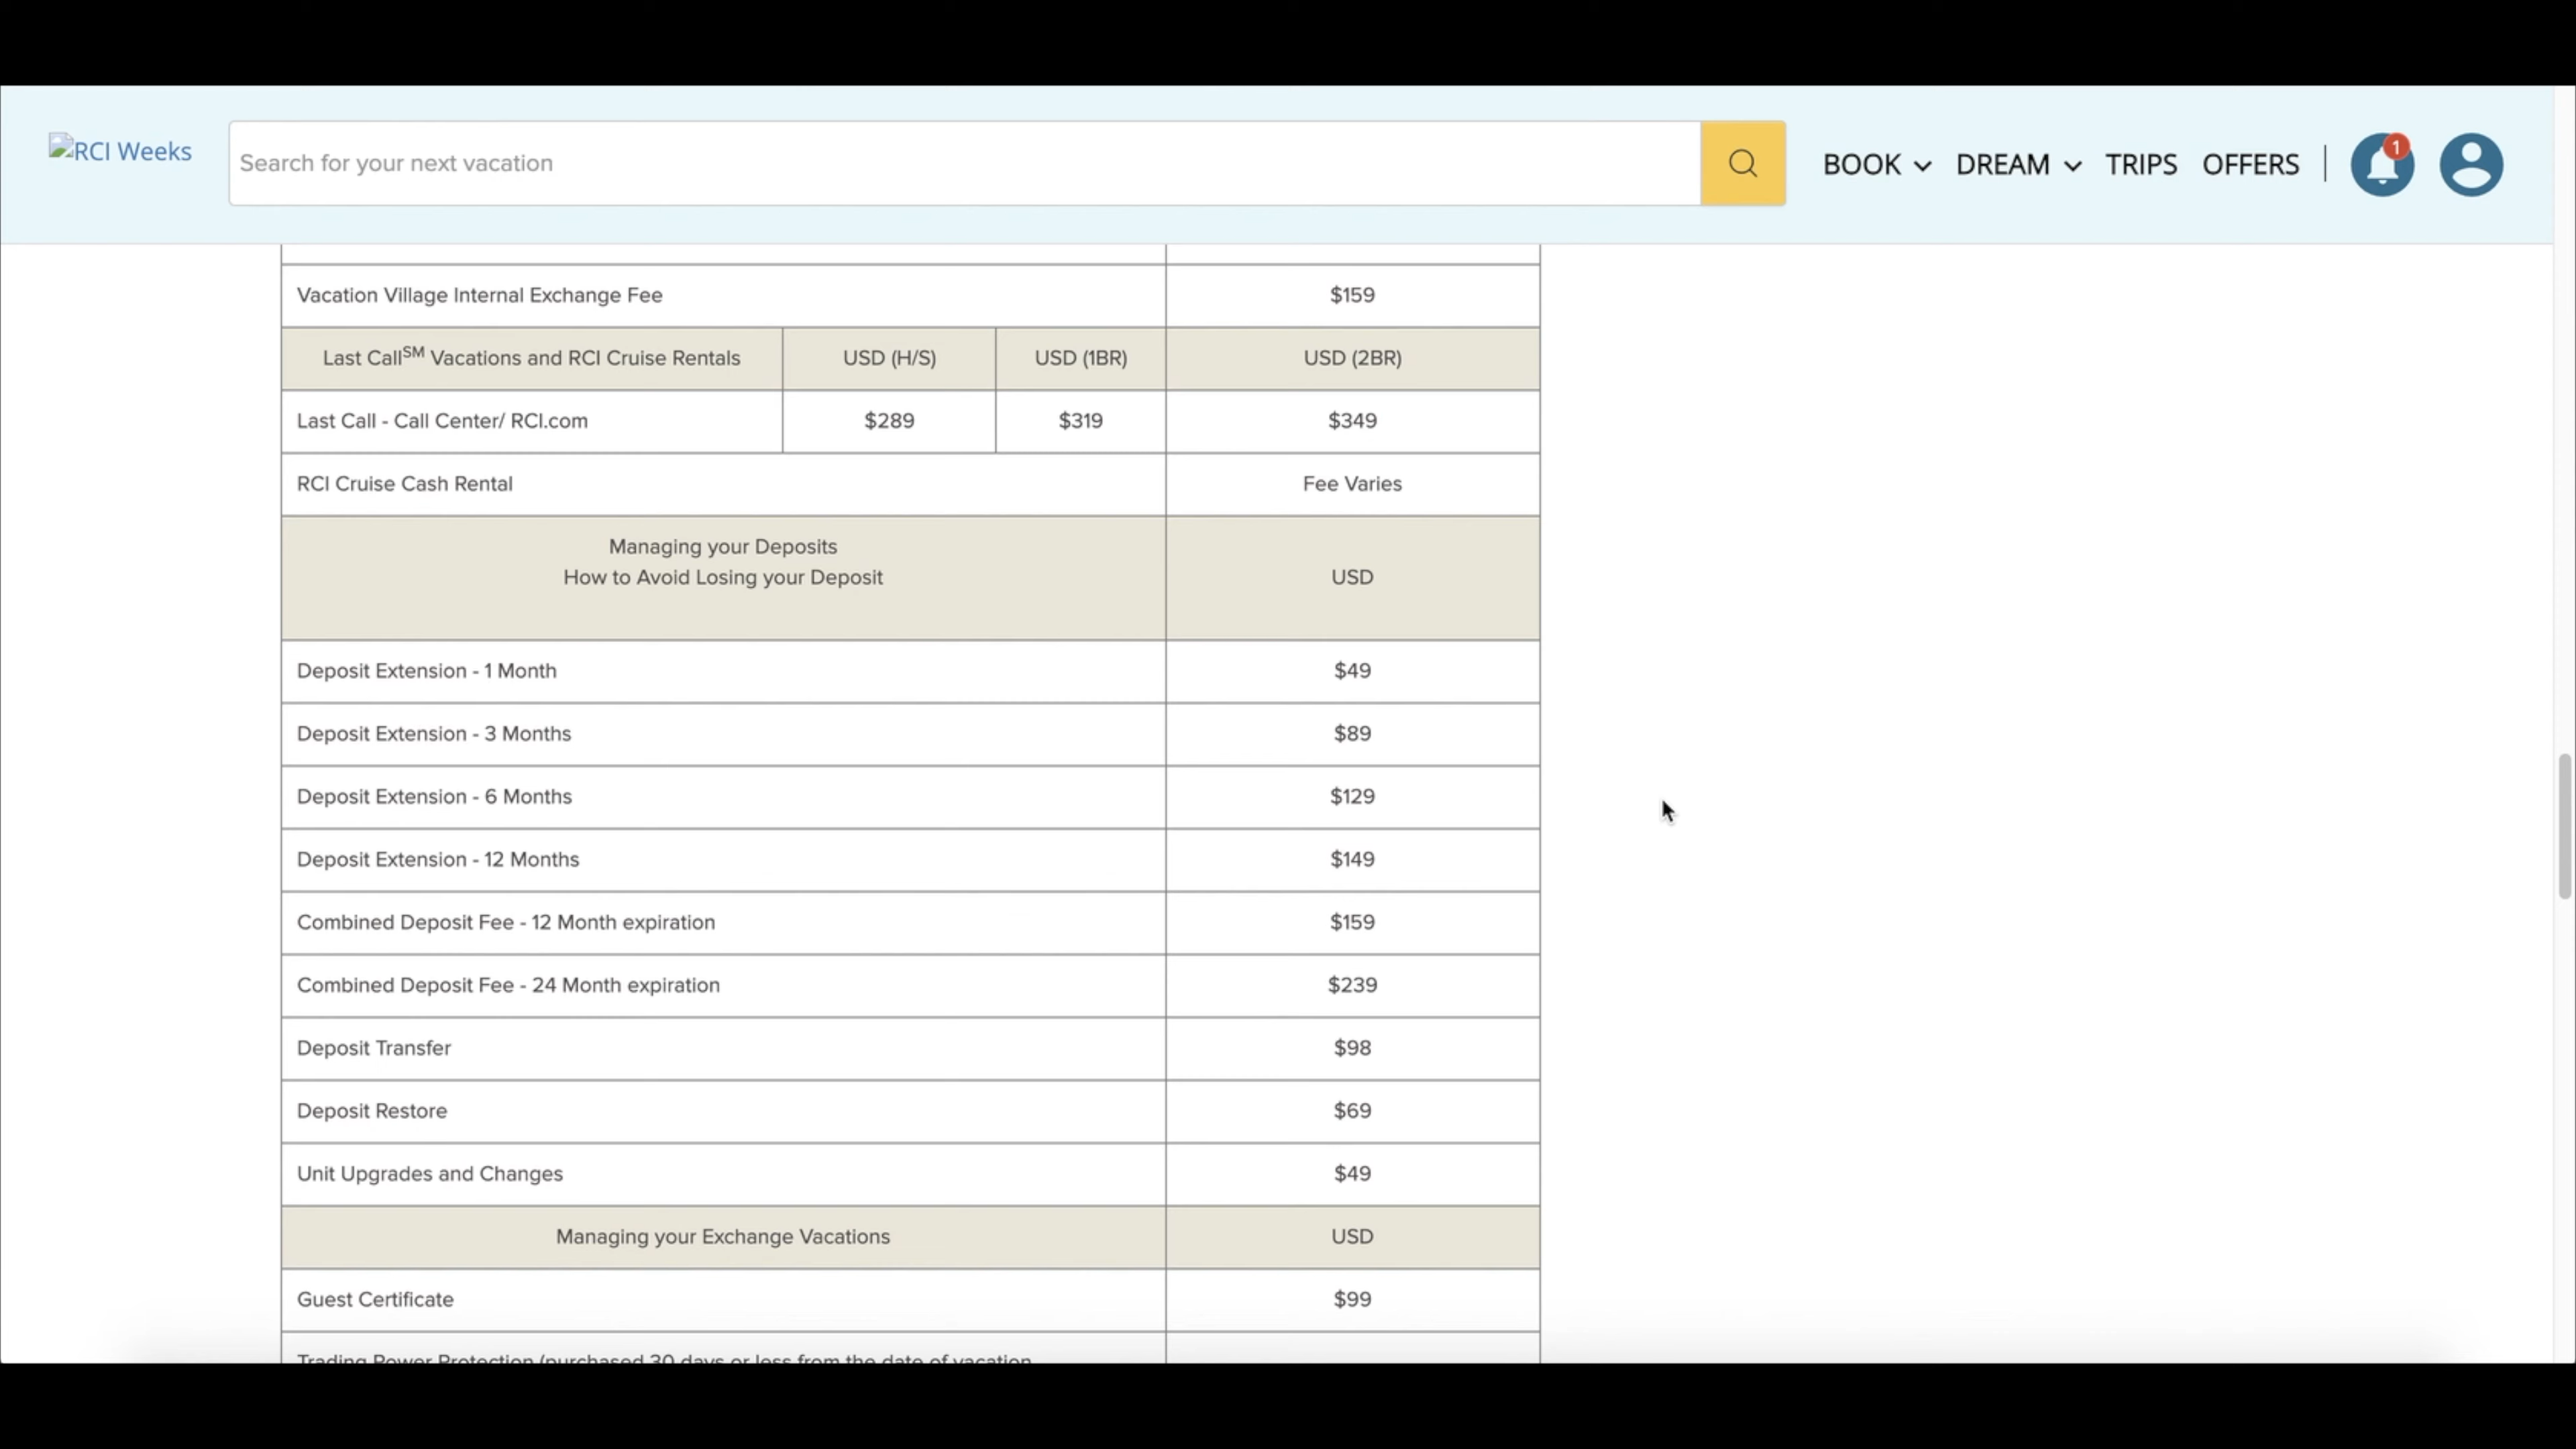 RCI Weeks
Search for your next vacation
BOOK DREAM TRIPS OFFERS 1
Vacation Village Internal Exchange Fee $159
Last CallSM Vacations and RCI Cruise Rentals USD (H/S) USD (1BR) USD (2BR)
Last Call - Call Center/ RCI.com $289 $319 $349
RCI Cruise Cash Rental Fee Varies
Managing your Deposits
How to Avoid Losing your Deposit USD
Deposit Extension - 1 Month $49
Deposit Extension - 3 Months $89
Deposit Extension - 6 Months $129
Deposit Extension - 12 Months $149
Combined Deposit Fee - 12 Month expiration $159
Combined Deposit Fee - 24 Month expiration $239
Deposit Transfer $98
Deposit Restore $69
Unit Upgrades and Changes $49
Managing your Exchange Vacations USD
Guest Certificate $99
Trading Power Protection (purchased 30 days or less from the date of vacation